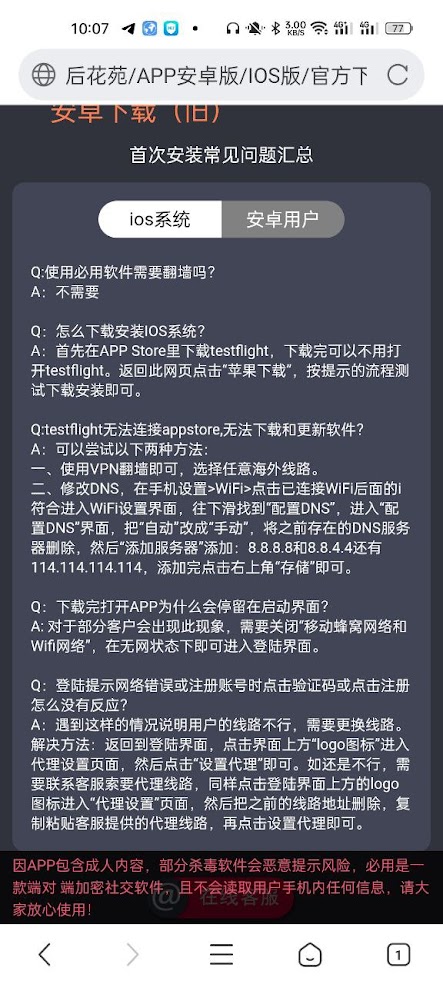 10:07
3.00
KB/S
4G
4G
77
后花苑/APP安卓版/IOS版/官方下
安卓下载（旧）
首次安装常见问题汇总
ios系统
安卓用户
Q:使用必用软件需要翻墙吗?
A：不需要
Q：怎么下载安装IOS系统?
A：首先在APP Store里下载testflight，下载完可以不用打
开testflight。返回此网页点击“苹果下载”，按提示的流程测
试下载安装即可。
Q:testflight无法连接appstore,无法下载和更新软件?
A：可以尝试以下两种方法:
一、使用VPN翻墙即可，选择任意海外线路。
二、修改DNS，在手机设置>WiFi>点击已连接WiFi后面的i
符合进入WiFi设置界面，往下滑找到“配置DNS”，进入“配
置DNS”界面，把“自动”改成“手动”，将之前存在的DNS服务
器删除，然后“添加服务器”添加：8.8.8.8和8.8.4.4还有
114.114.114.114，添加完点击右上角“存储”即可。
Q：下载完打开APP为什么会停留在启动界面?
A: 对于部分客户会出现此现象，需要关闭“移动蜂窝网络和
Wifi网络”，在无网状态下即可进入登陆界面。
Q：登陆提示网络错误或注册账号时点击验证码或点击注册
怎么没有反应?
A：遇到这样的情况说明用户的线路不行，需要更换线路。
解决方法：返回到登陆界面，点击界面上方“logo图标”进入
代理设置页面，然后点击“设置代理”即可。如还是不行，需
要联系客服索要代理线路，同样点击登陆界面上方的logo
图标进入“代理设置”页面，然后把之前的线路地址删除，复
制粘贴客服提供的代理线路，再点击设置代理即可。
因APP包含成人内容，部分杀毒软件会恶意提示风险，必用是一
款端对 端加密社交软件，且不会读取用户手机内任何信息，请大
家放心使用!
@ 在线客服
1